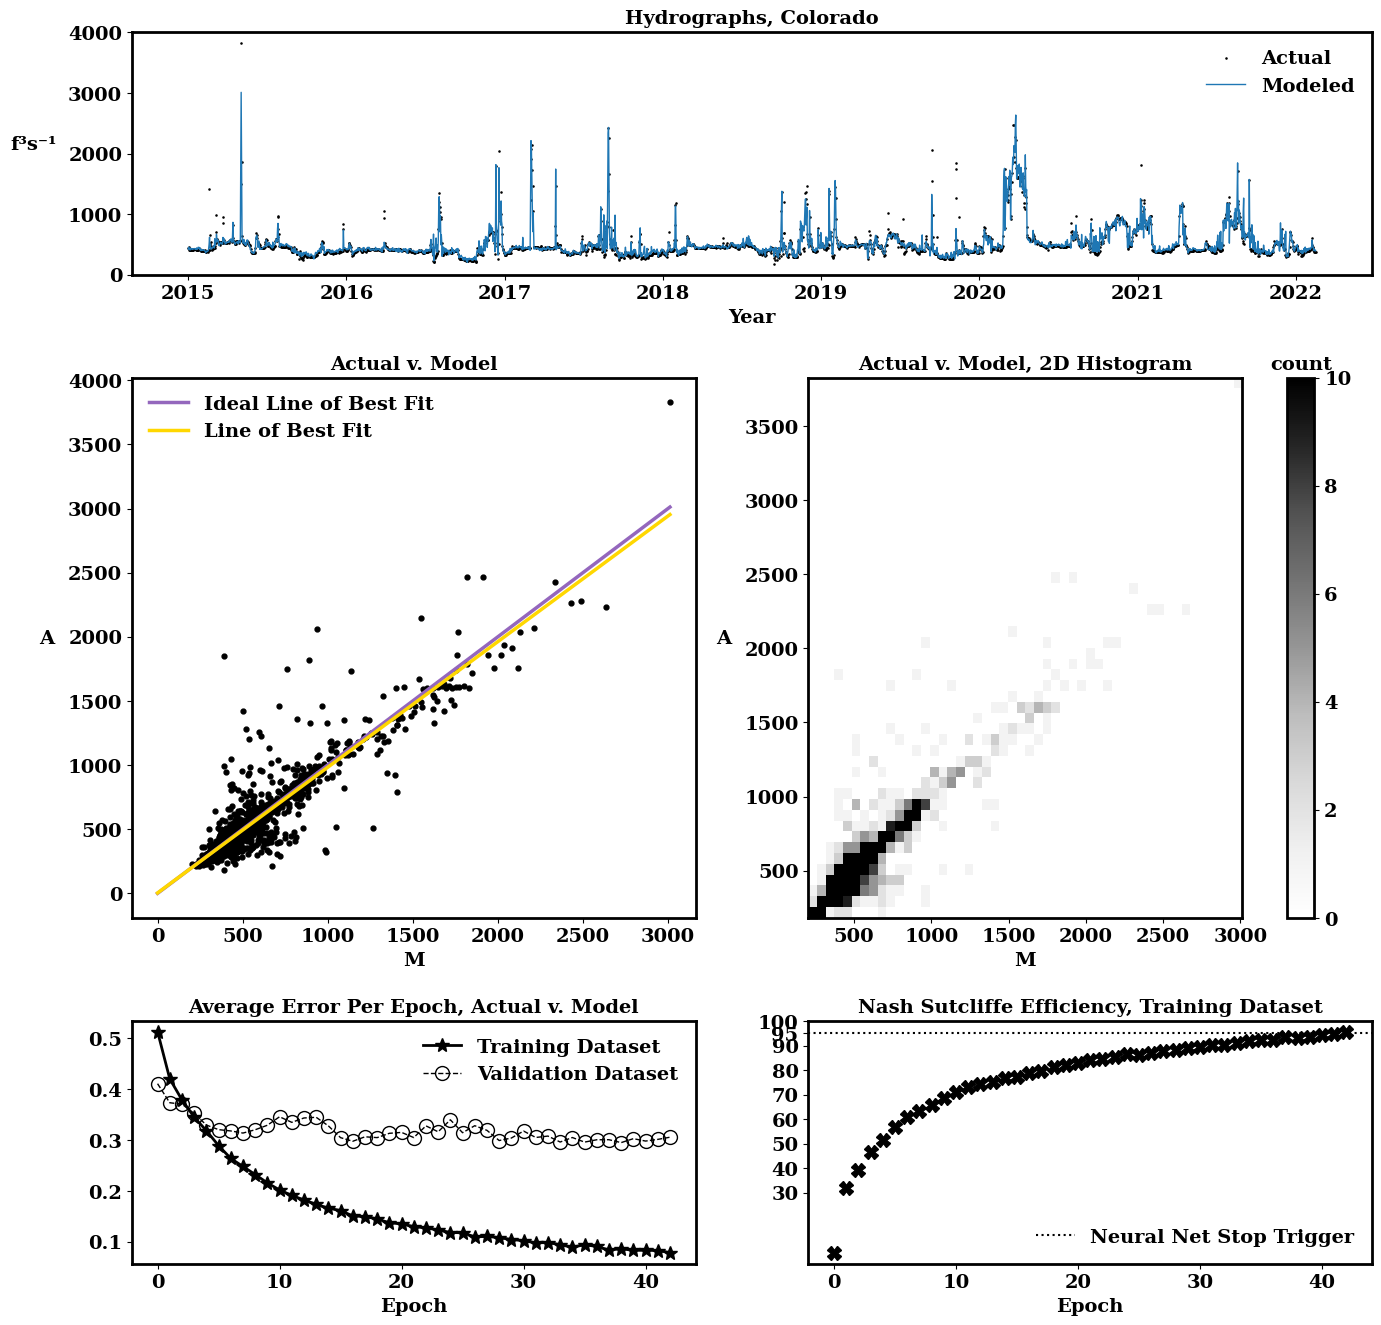 Hydrographs, Colorado
4000
3000
2000
1000
0
f³s⁻¹
Actual
Modeled
2015 2016 2017 2018 2019 2020 2021 2022
Year
Actual v. Model
4000
3500
3000
2500
2000
1500
1000
500
0
A
Ideal Line of Best Fit
Line of Best Fit
0 500 1000 1500 2000 2500 3000
M
Actual v. Model, 2D Histogram
3500
3000
2500
2000
1500
1000
500
A
500 1000 1500 2000 2500 3000
M
count
10
8
6
4
2
0
Average Error Per Epoch, Actual v. Model
0.5
0.4
0.3
0.2
0.1
Training Dataset
Validation Dataset
0 10 20 30 40
Epoch
Nash Sutcliffe Efficiency, Training Dataset
100
95
90
80
70
60
50
40
30
Neural Net Stop Trigger
0 10 20 30 40
Epoch